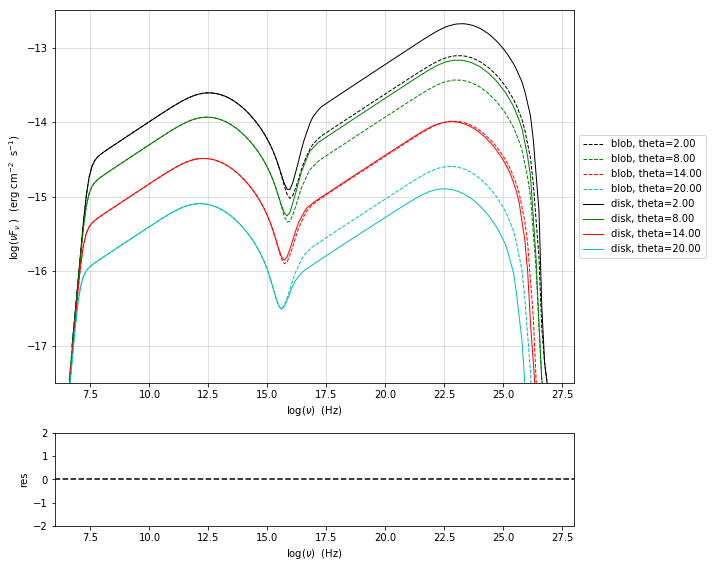 -13
-14
-15
-16
-17
log(νFν )  (erg cm−2  s−1)
7.5 10.0 12.5 15.0 17.5 20.0 22.5 25.0 27.5
log(ν)  (Hz)
blob, theta=2.00
blob, theta=8.00
blob, theta=14.00
blob, theta=20.00
disk, theta=2.00
disk, theta=8.00
disk, theta=14.00
disk, theta=20.00
2
1
0
-1
-2
res
7.5 10.0 12.5 15.0 17.5 20.0 22.5 25.0 27.5
log(ν)  (Hz)